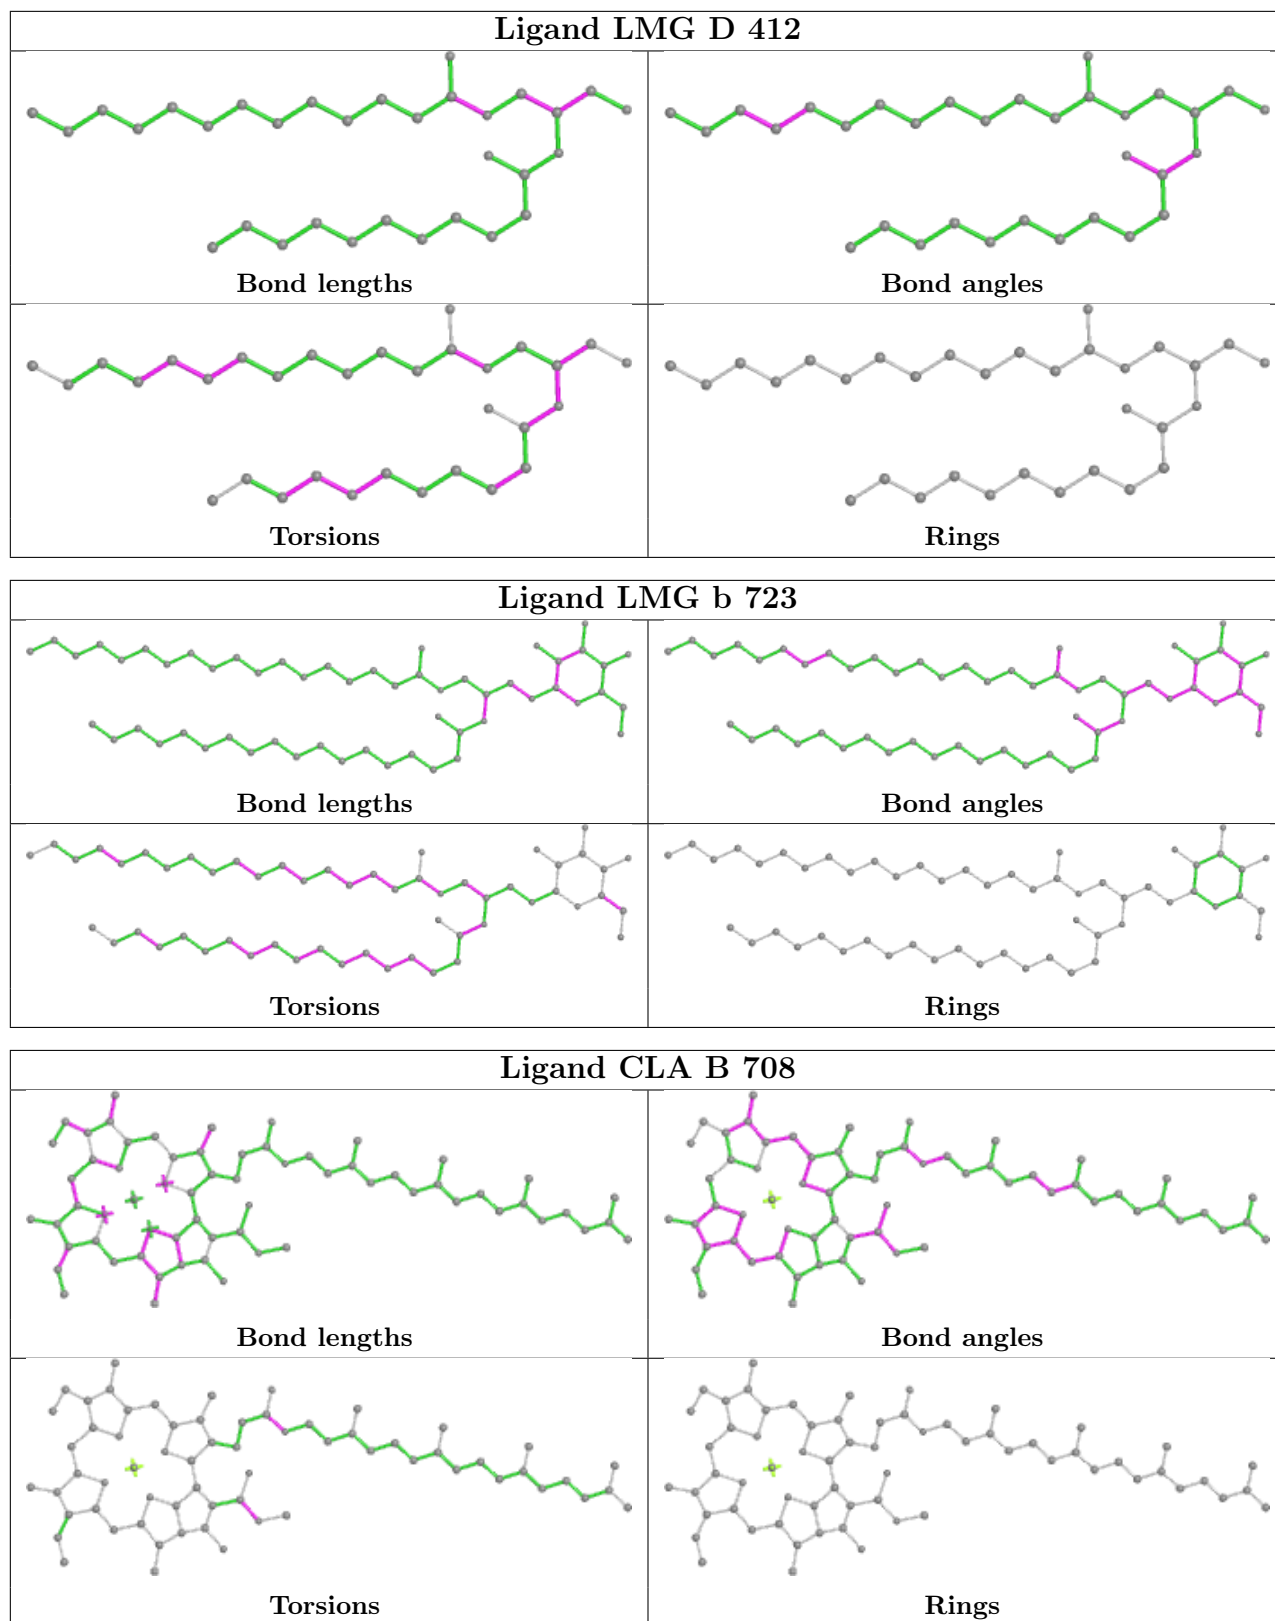 Ligand LMG D 412
Bond lengths
Bond angles
Torsions
Rings
Ligand LMG b 723
Bond lengths
Bond angles
Torsions
Rings
Ligand CLA B 708
Bond lengths
Bond angles
Torsions
Rings